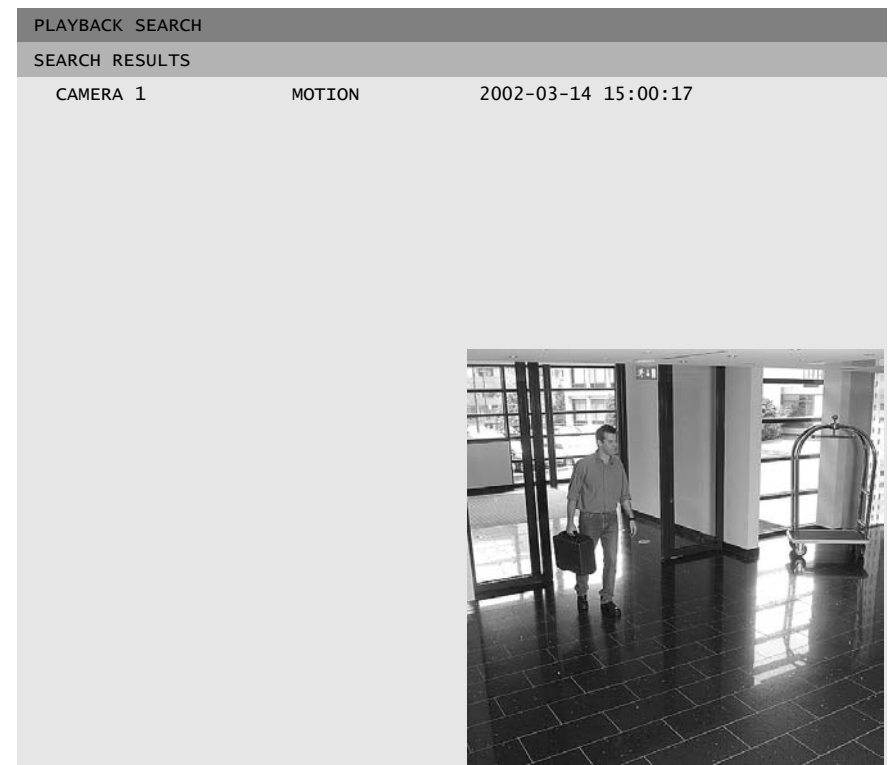 PLAYBACK SEARCH
SEARCH RESULTS
CAMERA 1 MOTION 2002-03-14 15:00:17